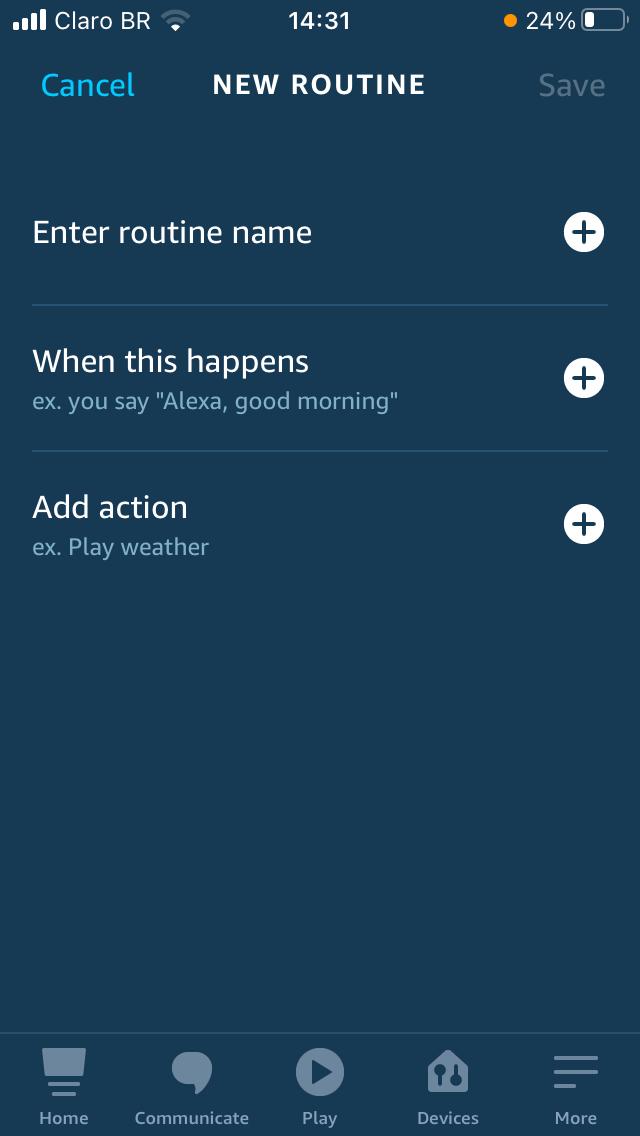 Claro BR 14:31 24%
Cancel NEW ROUTINE Save
Enter routine name
When this happens
ex. you say "Alexa, good morning"
Add action
ex. Play weather
Home Communicate Play Devices More